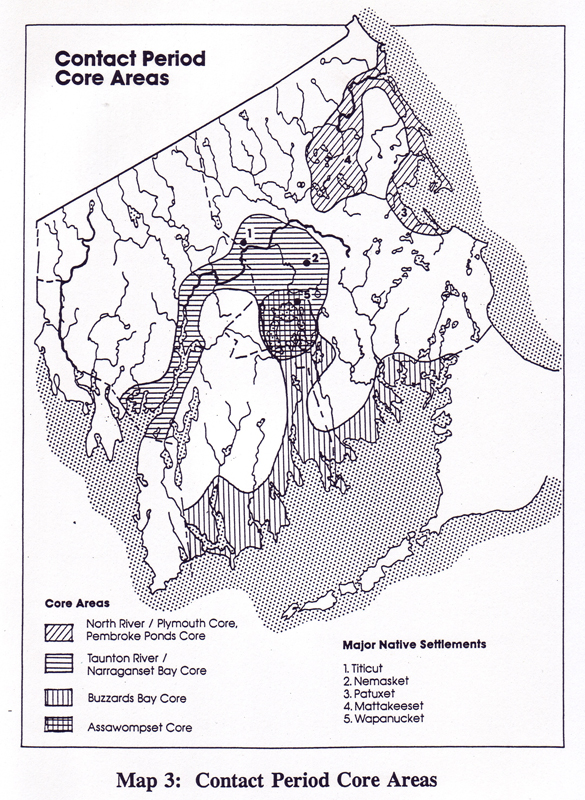 Contact Period
Core Areas
4
3
1
2
5
Core Areas
North River / Plymouth Core,
Pembroke Ponds Core
Taunton River /
Narraganset Bay Core
Buzzards Bay Core
Assawompset Core
Major Native Settlements
1. Titicut
2. Nemasket
3. Patuxet
4. Mattakeeset
5. Wapanucket
Map 3: Contact Period Core Areas